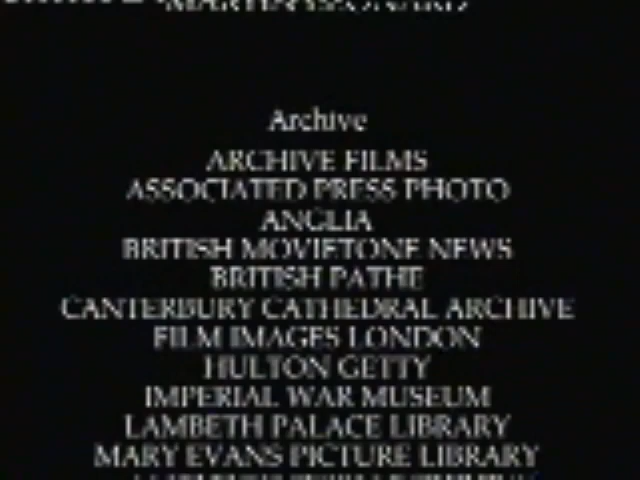 Archive
ARCHIVE FILMS
ASSOCIATED PRESS PHOTO
ANGLIA
BRITISH MOVIETONE NEWS
BRITISH PATHE
CANTERBURY CATHEDRAL ARCHIVE
FILM IMAGES LONDON
HULTON GETTY
IMPERIAL WAR MUSEUM
LAMBETH PALACE LIBRARY
MARY EVANS PICTURE LIBRARY